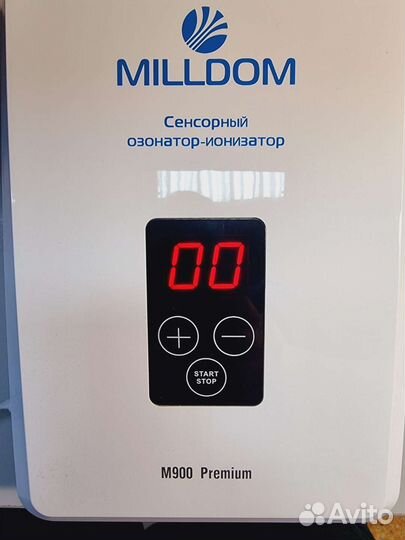 MILLDOM
Сенсорный
озонатор-ионизатор
00
START
STOP
M900 Premium
Avito